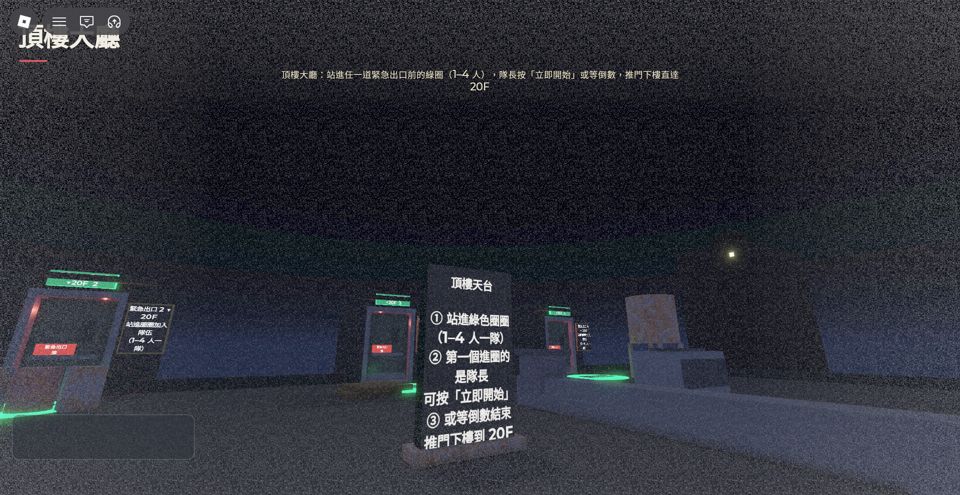 頂樓大廳
頂樓大廳：站進任一道緊急出口前的綠圈（1–4 人），隊長按「立即開始」或等倒數，推門下樓直達
20F
20F 2
緊急出口 2
20F
站進圈圈加入
隊伍
（1–4 人一
隊）
頂樓天台
① 站進綠色圈圈
（1–4 人一隊）
② 第一個進圈的
是隊長
可按「立即開始」
③ 或等倒數結束
推門下樓到 20F